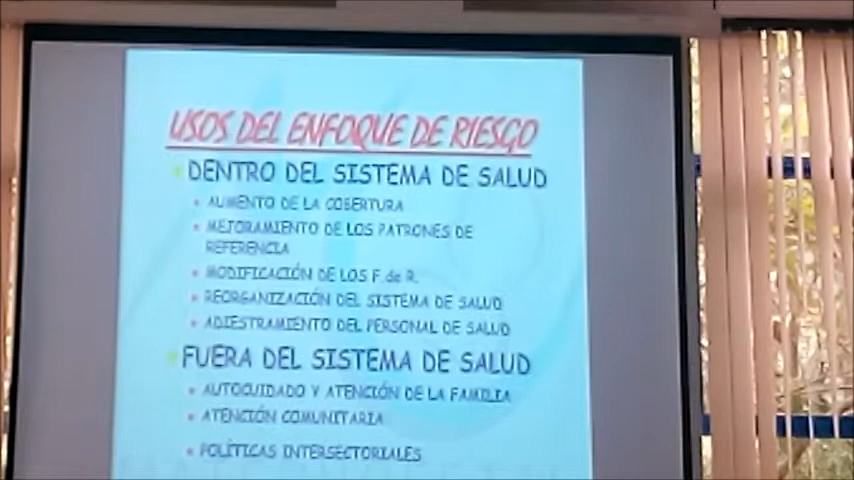 USOS DEL ENFOQUE DE RIESGO
DENTRO DEL SISTEMA DE SALUD
AUMENTO DE LA COBERTURA
MEJORAMIENTO DE LOS PATRONES DE
REFERENCIA
MODIFICACIÓN DE LOS F. de R.
REORGANIZACIÓN DEL SISTEMA DE SALUD
ADIESTRAMIENTO DEL PERSONAL DE SALUD
FUERA DEL SISTEMA DE SALUD
AUTOCUIDADO Y ATENCIÓN DE LA FAMILIA
ATENCIÓN COMUNITARIA
POLÍTICAS INTERSECTORIALES